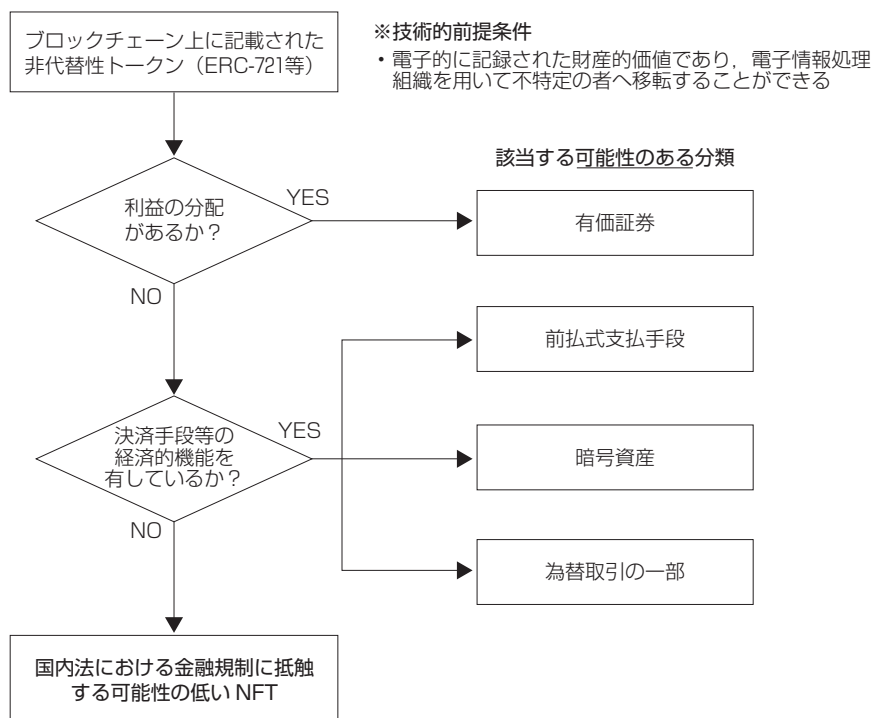 ブロックチェーン上に記載された
非代替性トークン（ERC-721等）
※技術的前提条件
・電子的に記録された財産的価値であり，電子情報処理
組織を用いて不特定の者へ移転することができる
該当する可能性のある分類
利益の分配
があるか？
YES
有価証券
NO
前払式支払手段
決済手段等の
経済的機能を
有しているか？
YES
暗号資産
NO
為替取引の一部
国内法における金融規制に抵触
する可能性の低い NFT